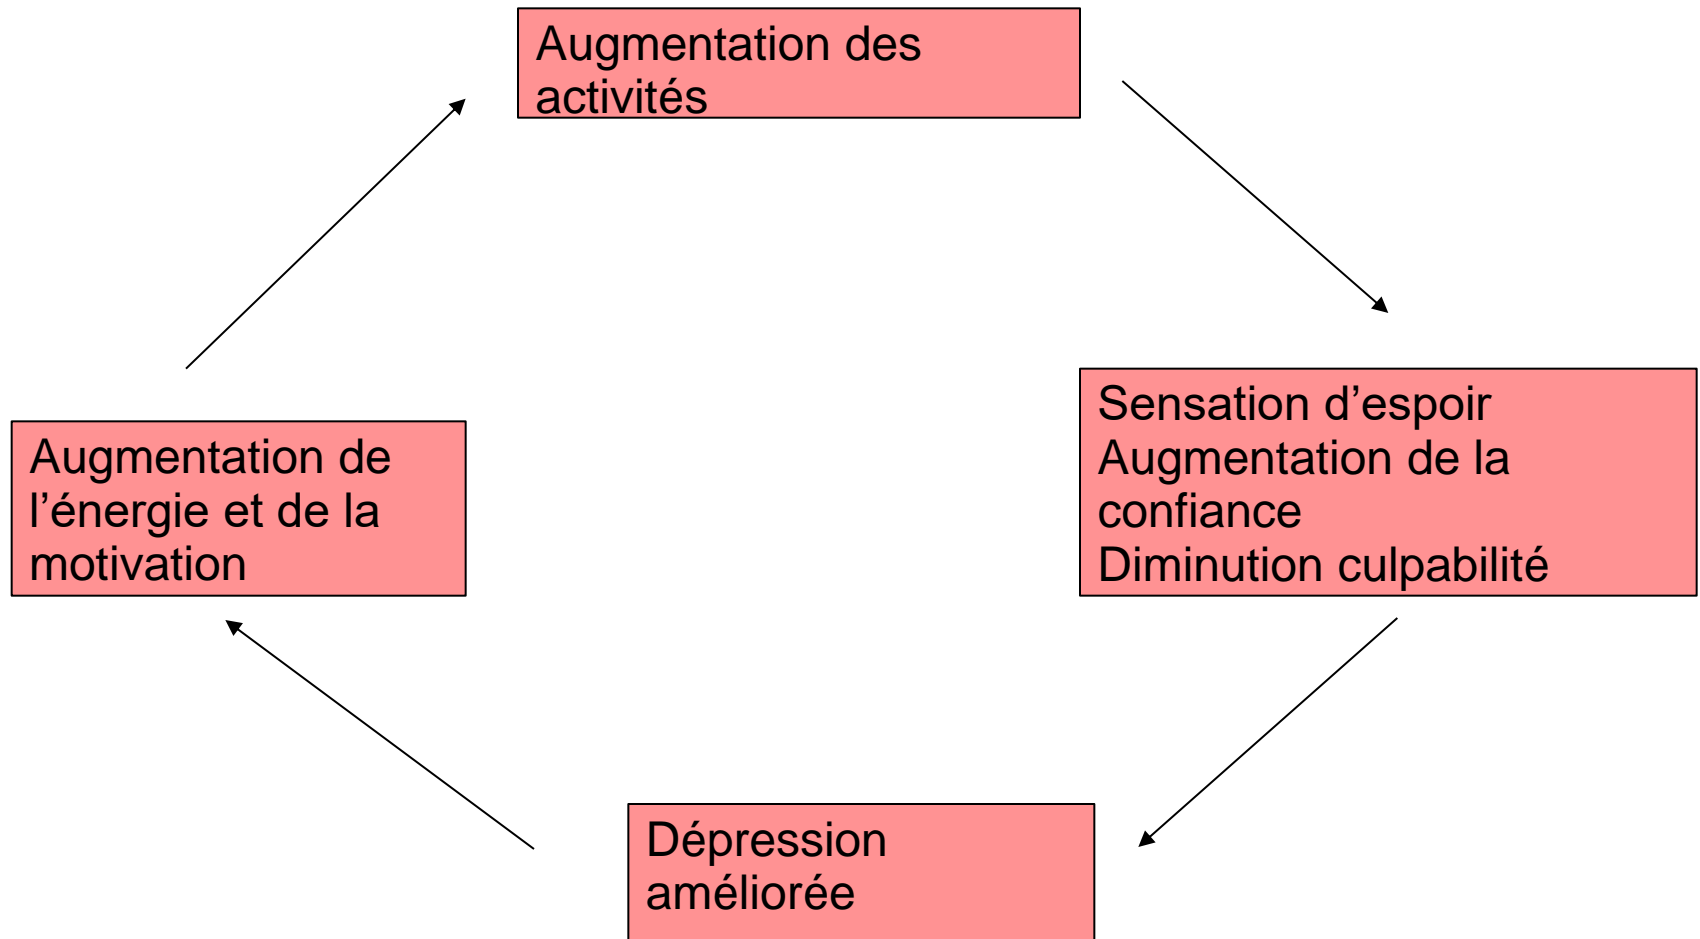 Augmentation des
activités
Sensation d’espoir
Augmentation de la
confiance
Diminution culpabilité
Dépression
améliorée
Augmentation de
l’énergie et de la
motivation